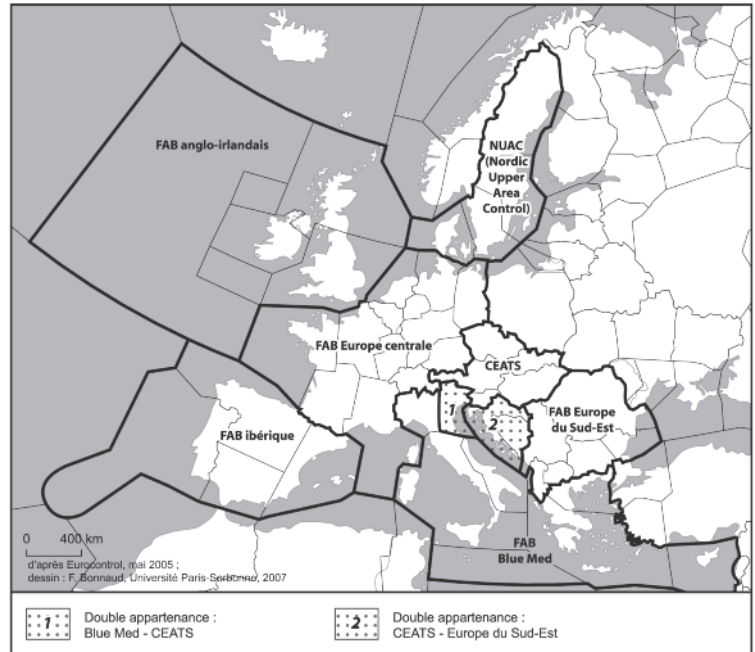 FAB anglo-irlandais
NUAC
(Nordic
Upper
Area
Control)
FAB Europe centrale
CEATS
1
2
FAB Europe
du Sud-Est
FAB ibérique
FAB
Blue Med
0 400 km
d'après Eurocontrol, mai 2005 ;
dessin : F. Bonnaud, Université Paris-Sorbonne, 2007
1 Double appartenance :
Blue Med - CEATS
2 Double appartenance :
CEATS - Europe du Sud-Est